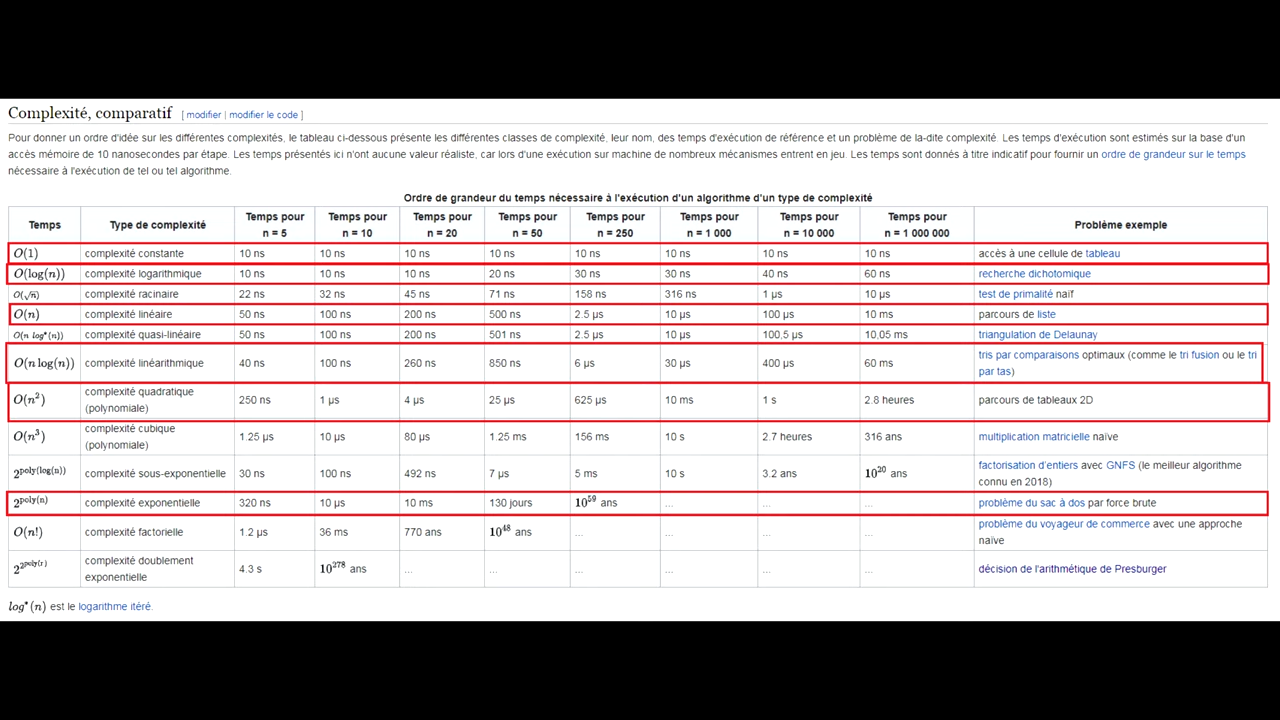 Complexité, comparatif [ modifier | modifier le code ]
Pour donner un ordre d'idée sur les différentes complexités, le tableau ci-dessous présente les différentes classes de complexité, leur nom, des temps d'exécution de référence et un problème de la-dite complexité. Les temps d'exécution sont estimés sur la base d'un
accès mémoire de 10 nanosecondes par étape. Les temps présentés ici n'ont aucune valeur réaliste, car lors d'une exécution sur machine de nombreux mécanismes entrent en jeu. Les temps sont donnés à titre indicatif pour fournir un ordre de grandeur sur le temps
nécessaire à l'exécution de tel ou tel algorithme.
Ordre de grandeur du temps nécessaire à l'exécution d'un algorithme d'un type de complexité
Temps Type de complexité Temps pour n = 5 Temps pour n = 10 Temps pour n = 20 Temps pour n = 50 Temps pour n = 250 Temps pour n = 1 000 Temps pour n = 10 000 Temps pour n = 1 000 000 Problème exemple
O(1) complexité constante 10 ns 10 ns 10 ns 10 ns 10 ns 10 ns 10 ns 10 ns accès à une cellule de tableau
O(log(n)) complexité logarithmique 10 ns 10 ns 10 ns 20 ns 30 ns 30 ns 40 ns 60 ns recherche dichotomique
O(√n) complexité racinaire 22 ns 32 ns 45 ns 71 ns 158 ns 316 ns 1 µs 10 µs test de primalité naïf
O(n) complexité linéaire 50 ns 100 ns 200 ns 500 ns 2.5 µs 10 µs 100 µs 10 ms parcours de liste
O(n log*(n)) complexité quasi-linéaire 50 ns 100 ns 200 ns 501 ns 2.5 µs 10 µs 100,5 µs 10,05 ms triangulation de Delaunay
O(n log(n)) complexité linéarithmique 40 ns 100 ns 260 ns 850 ns 6 µs 30 µs 400 µs 60 ms tris par comparaisons optimaux (comme le tri fusion ou le tri
par tas)
O(n²) complexité quadratique (polynomiale) 250 ns 1 µs 4 µs 25 µs 625 µs 10 ms 1 s 2.8 heures parcours de tableaux 2D
O(n³) complexité cubique (polynomiale) 1.25 µs 10 µs 80 µs 1.25 ms 156 ms 10 s 2.7 heures 316 ans multiplication matricielle naïve
2^poly(log(n)) complexité sous-exponentielle 30 ns 100 ns 492 ns 7 µs 5 ms 10 s 3.2 ans 10^20 ans factorisation d'entiers avec GNFS (le meilleur algorithme
connu en 2018)
2^poly(n) complexité exponentielle 320 ns 10 µs 10 ms 130 jours 10^59 ans ... ... ... problème du sac à dos par force brute
O(n!) complexité factorielle 1.2 µs 36 ms 770 ans 10^48 ans ... ... ... ... problème du voyageur de commerce avec une approche
naïve
2^2^poly(n) complexité doublement exponentielle 4.3 s 10^278 ans ... ... ... ... ... ... décision de l'arithmétique de Presburger
log*(n) est le logarithme itéré.